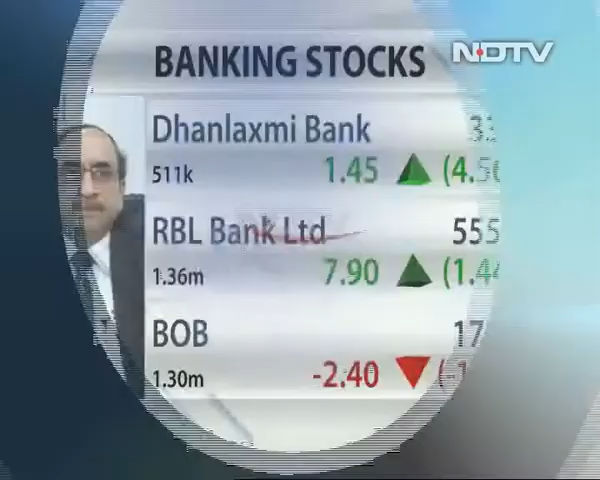 NDTV
BANKING STOCKS
Dhanlaxmi Bank
511k 1.45
RBL Bank Ltd 555
1.36m 7.90
BOB
1.30m -2.40